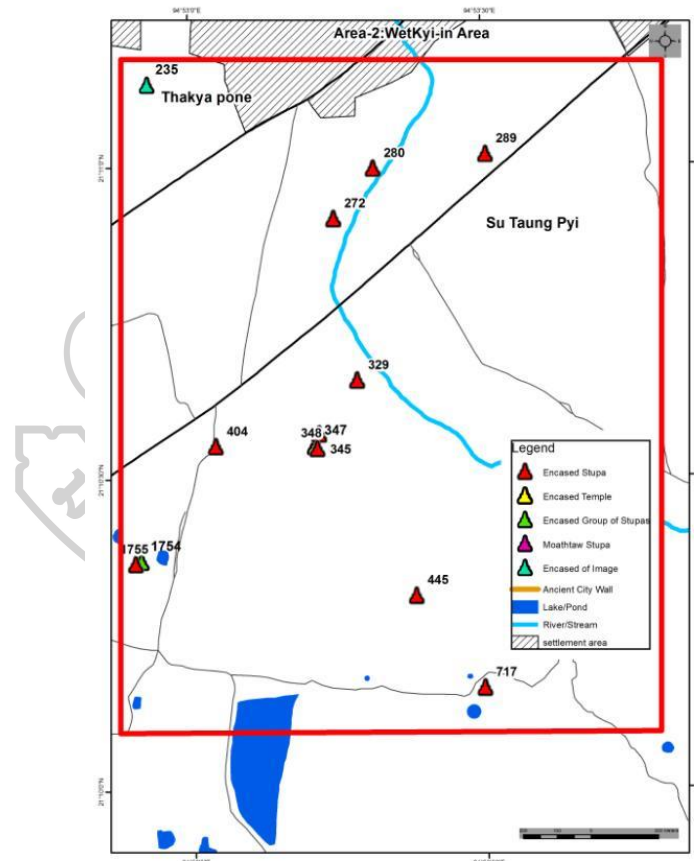 94°53'0"E
94°53'30"E
Area-2:WetKyi-in Area
235
Thakya pone
289
280
21°11'0"N
272
Su Taung Pyi
329
404
348
347
345
21°10'30"N
1755
1754
445
717
21°10'0"N
Legend
Encased Stupa
Encased Temple
Encased Group of Stupas
Moathtaw Stupa
Encased of Image
Ancient City Wall
Lake/Pond
River/Stream
settlement area